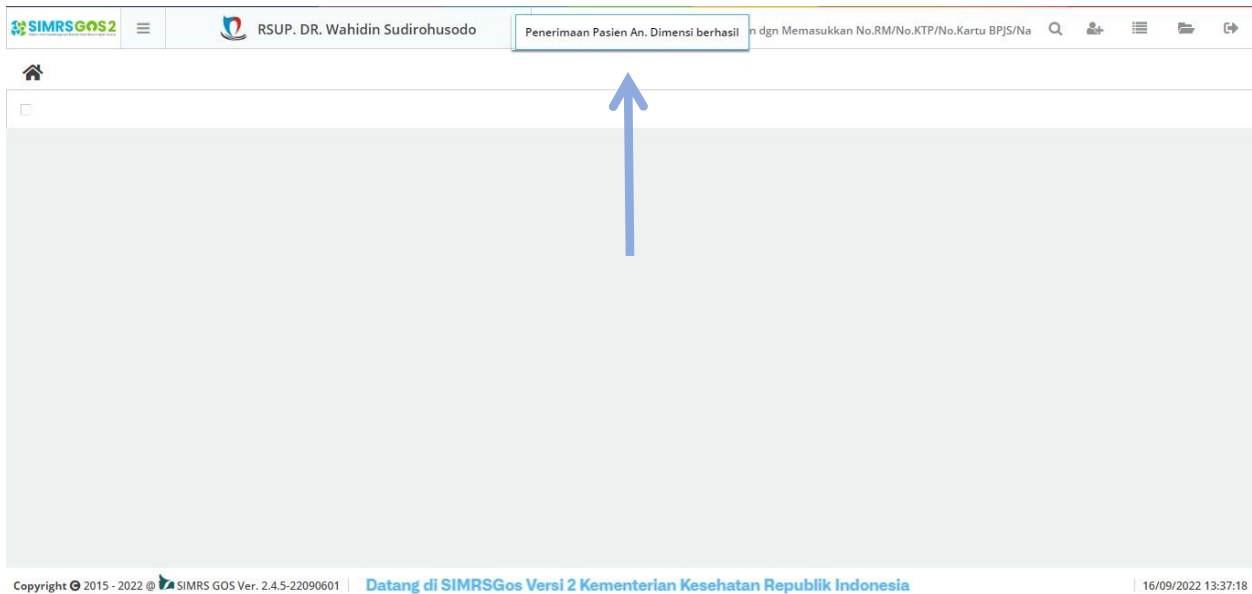 SIMRSGOS2
RSUP. DR. Wahidin Sudirohusodo
Penerimaan Pasien An. Dimensi berhasil
n dgn Memasukkan No.RM/No.KTP/No.Kartu BPJS/Na
Copyright 2015 - 2022 @ SIMRS GOS Ver. 2.4.5-22090601
Datang di SIMRSGos Versi 2 Kementerian Kesehatan Republik Indonesia
16/09/2022 13:37:18